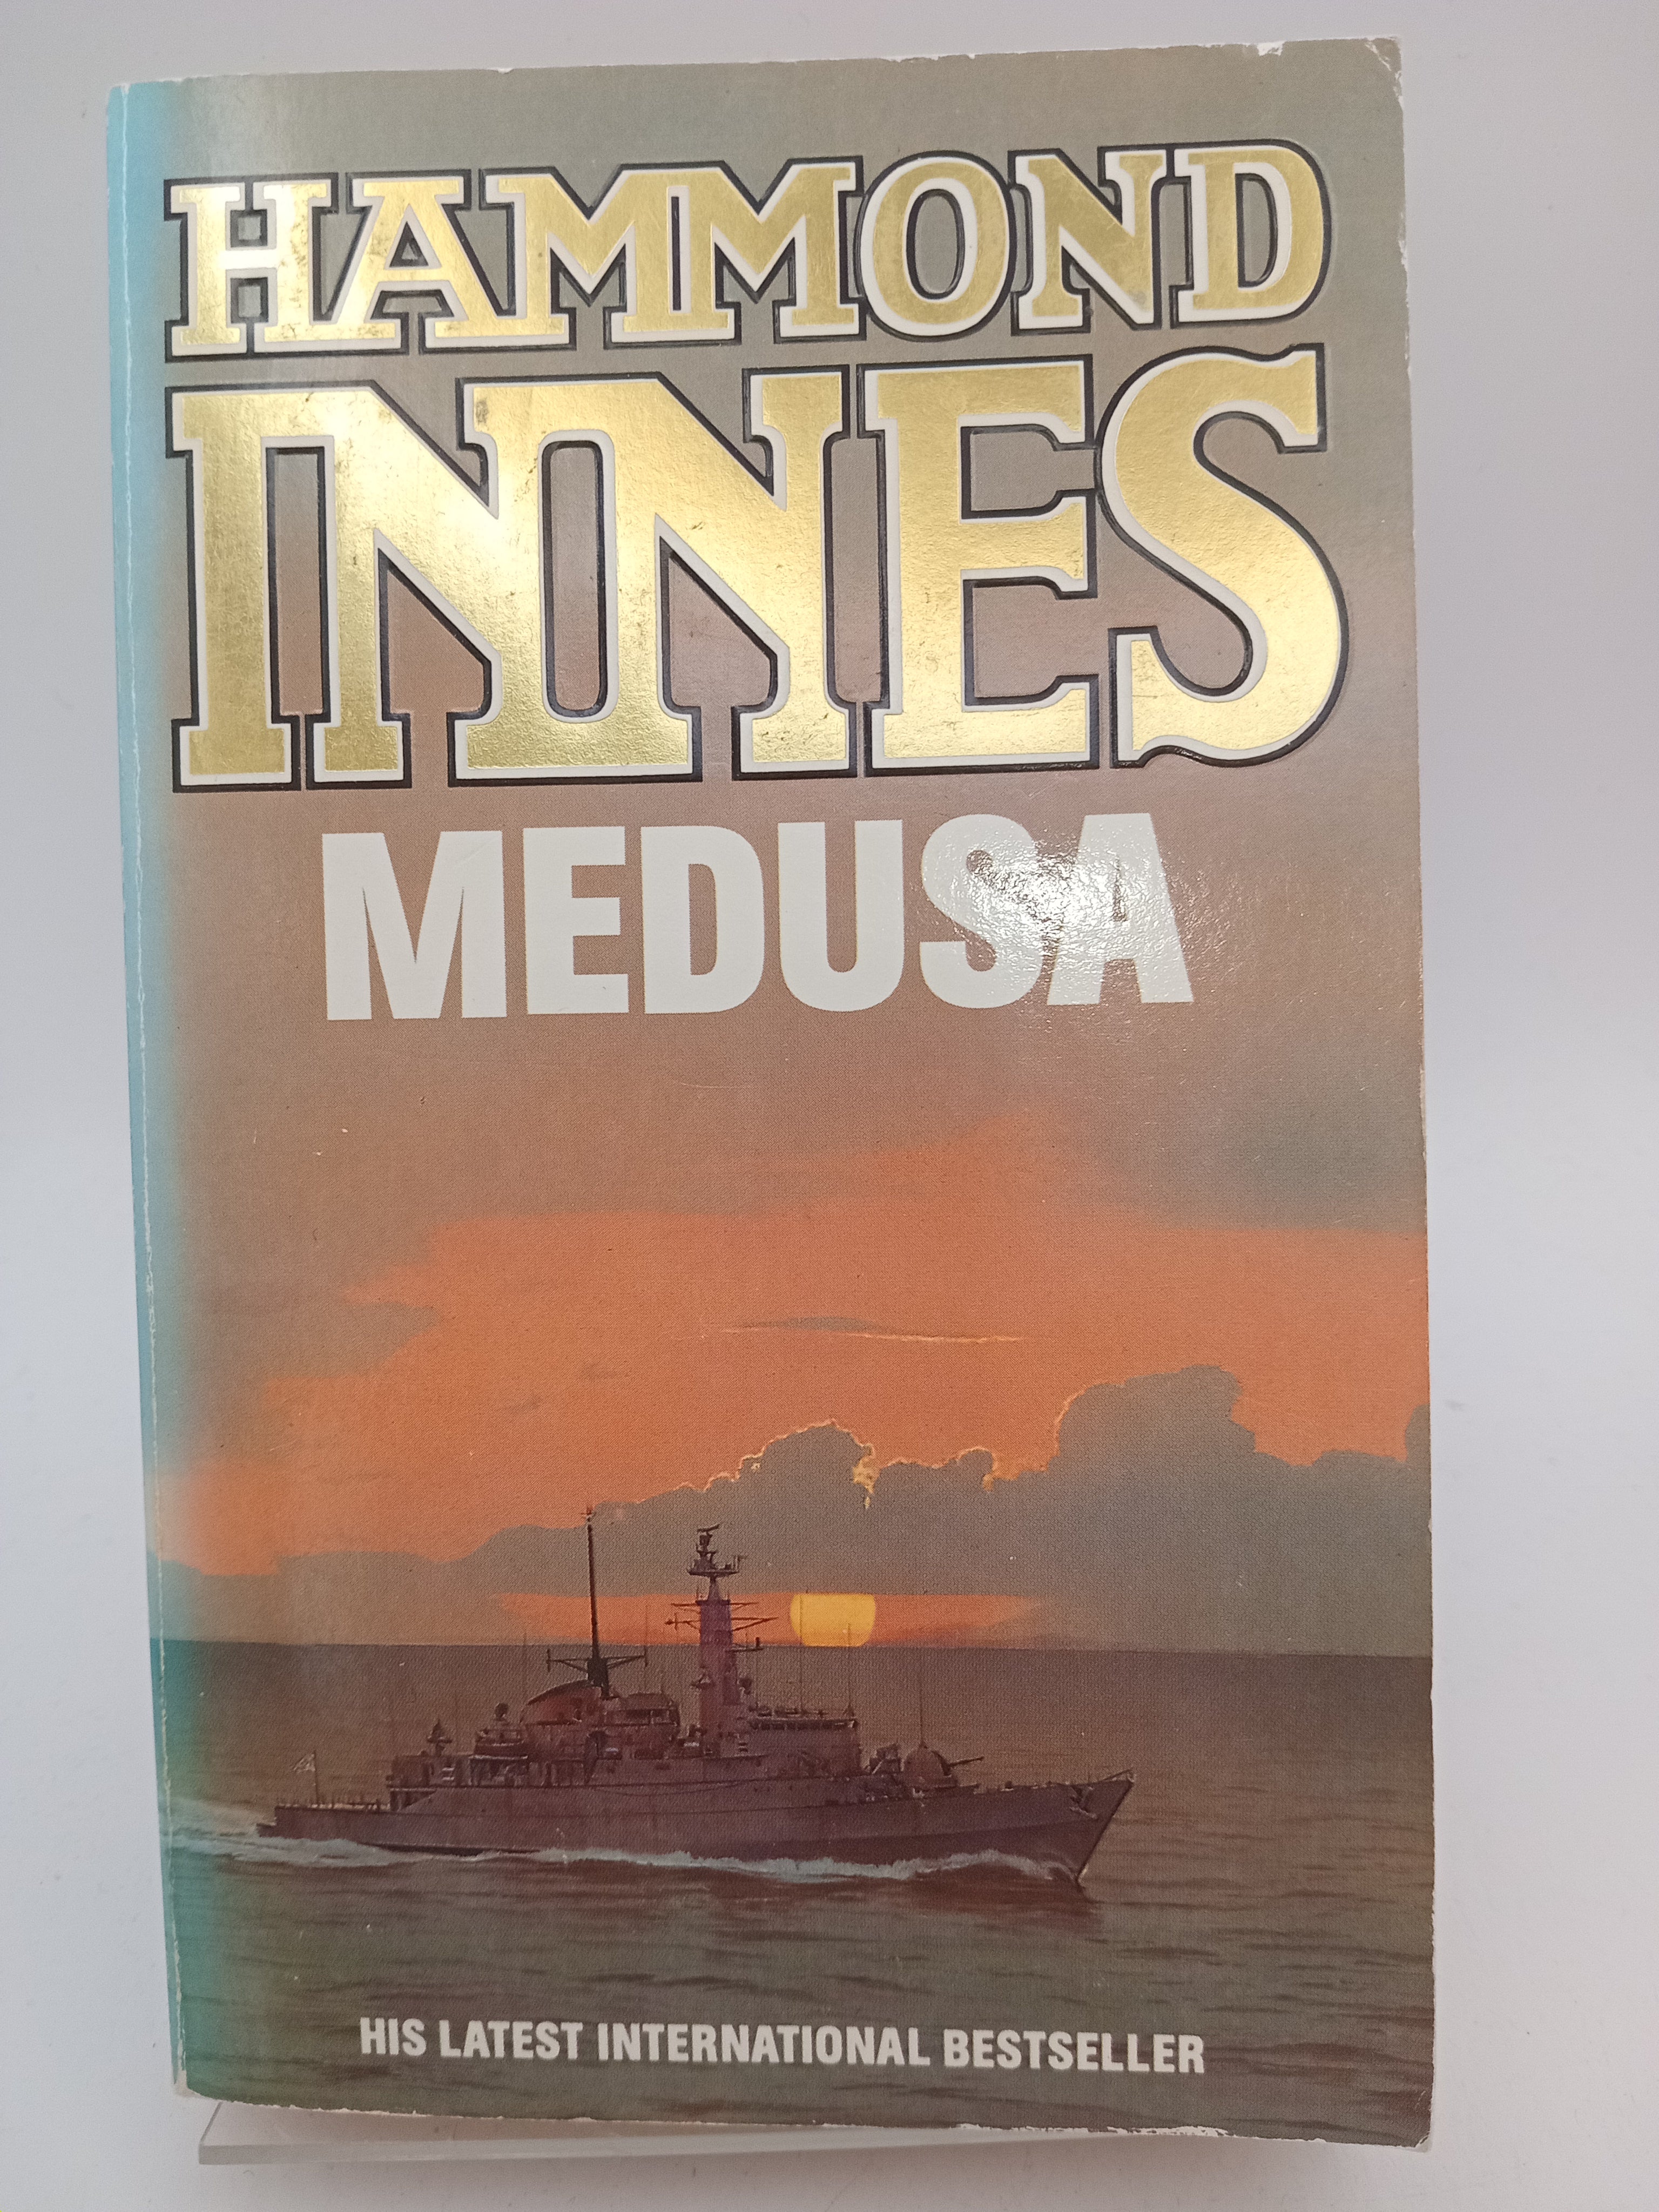 HAMMOND
INNES
MEDUSA
HIS LATEST INTERNATIONAL BESTSELLER